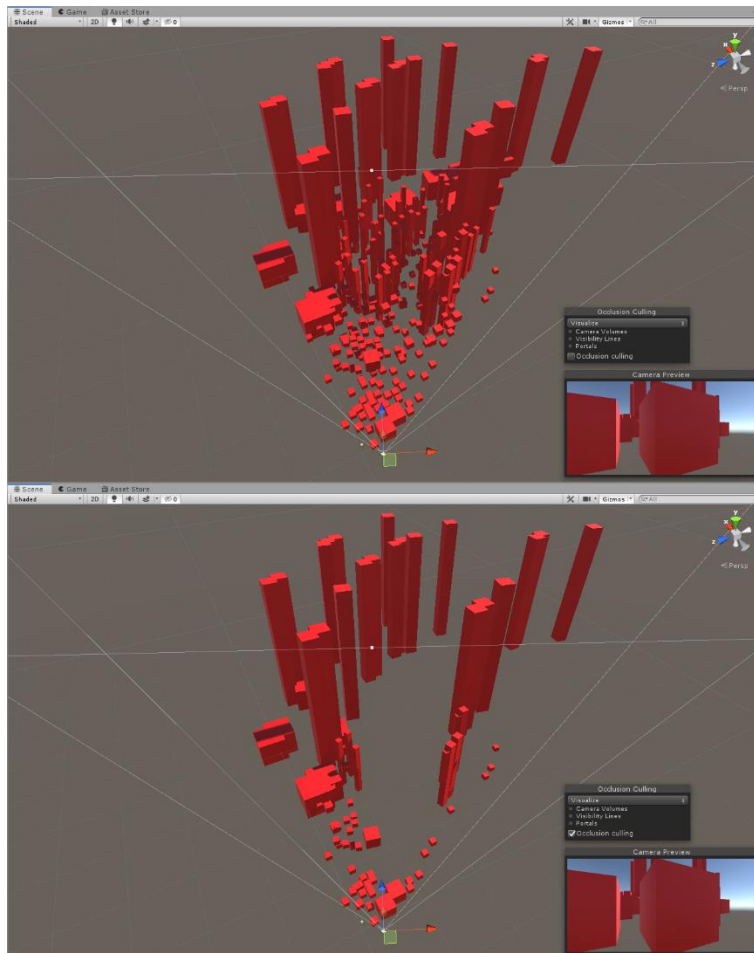 Scene Game Asset Store
Shaded 2D 0 Gizmos All
y
x
z
Persp
Occlusion Culling
Visualize
Camera Volumes
Visibility Lines
Portals
Occlusion culling
Camera Preview
Scene Game Asset Store
Shaded 2D 0 Gizmos All
y
x
z
Persp
Occlusion Culling
Visualize
Camera Volumes
Visibility Lines
Portals
Occlusion culling
Camera Preview